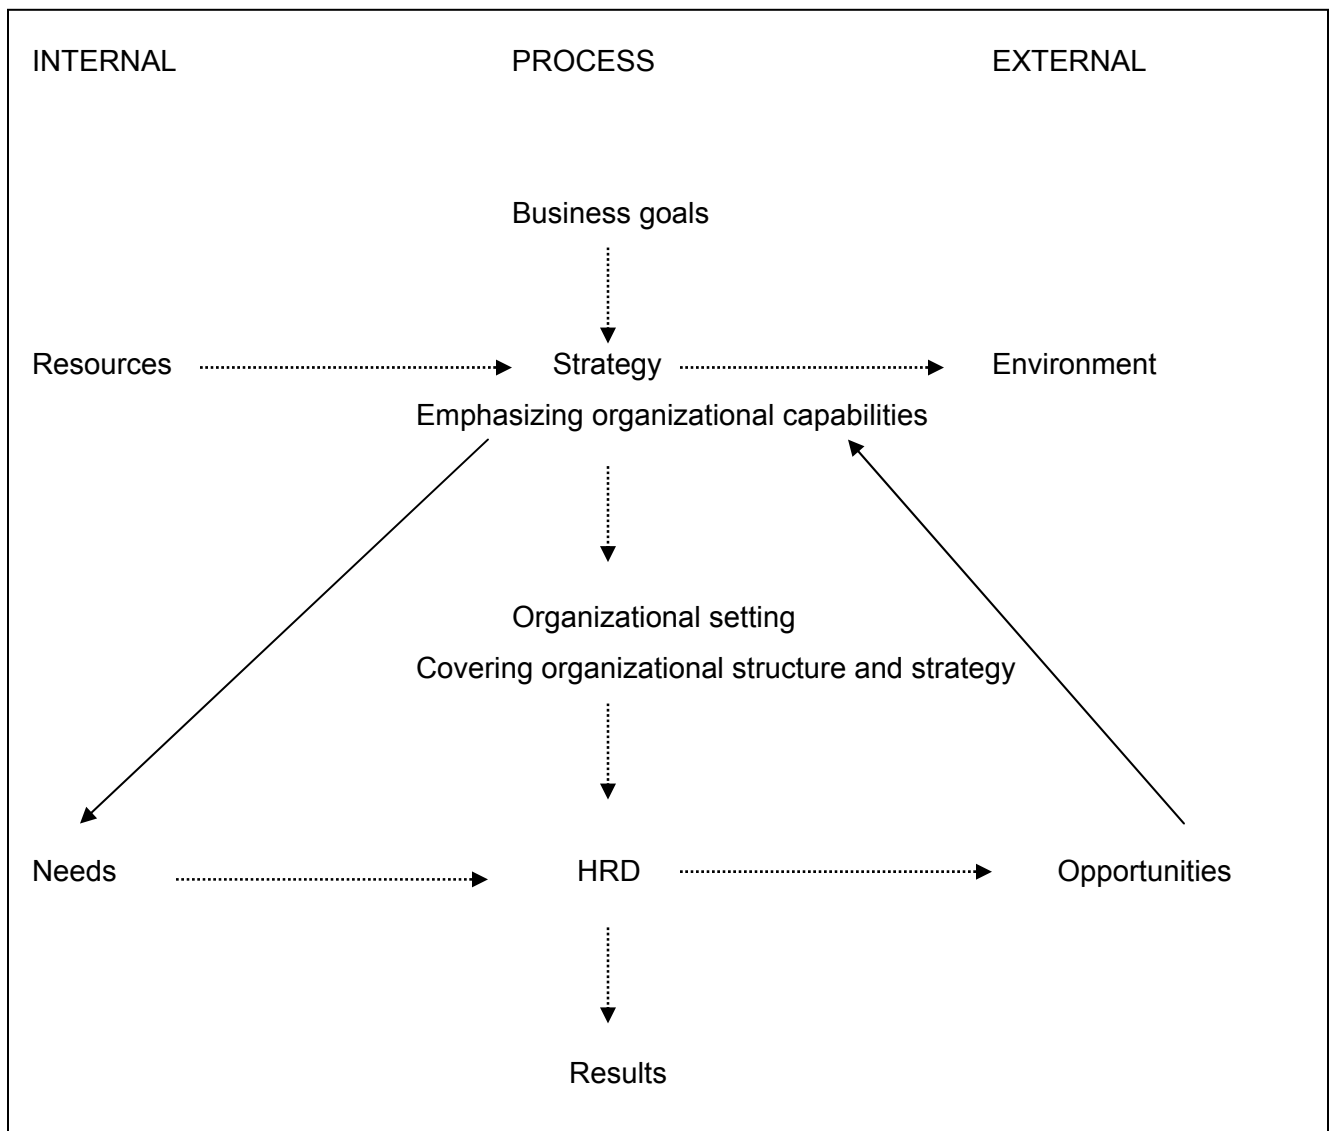 INTERNAL PROCESS EXTERNAL
Business goals
Resources Strategy Environment
Emphasizing organizational capabilities
Organizational setting
Covering organizational structure and strategy
Needs HRD Opportunities
Results